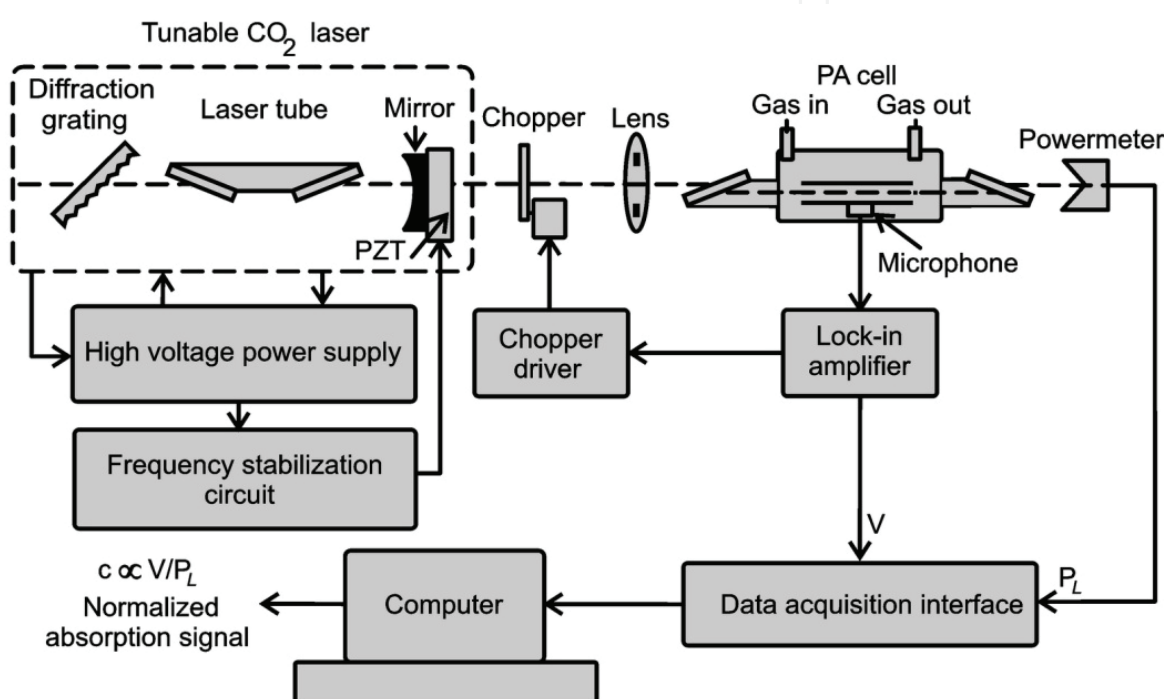 Tunable CO₂ laser
Diffraction
grating
Laser tube
Mirror
PZT
Chopper
Lens
PA cell
Gas in
Gas out
Powermeter
Microphone
High voltage power supply
Chopper
driver
Lock-in
amplifier
Frequency stabilization
circuit
V
P_L
c ∝ V/P_L
Normalized
absorption signal
Computer
Data acquisition interface